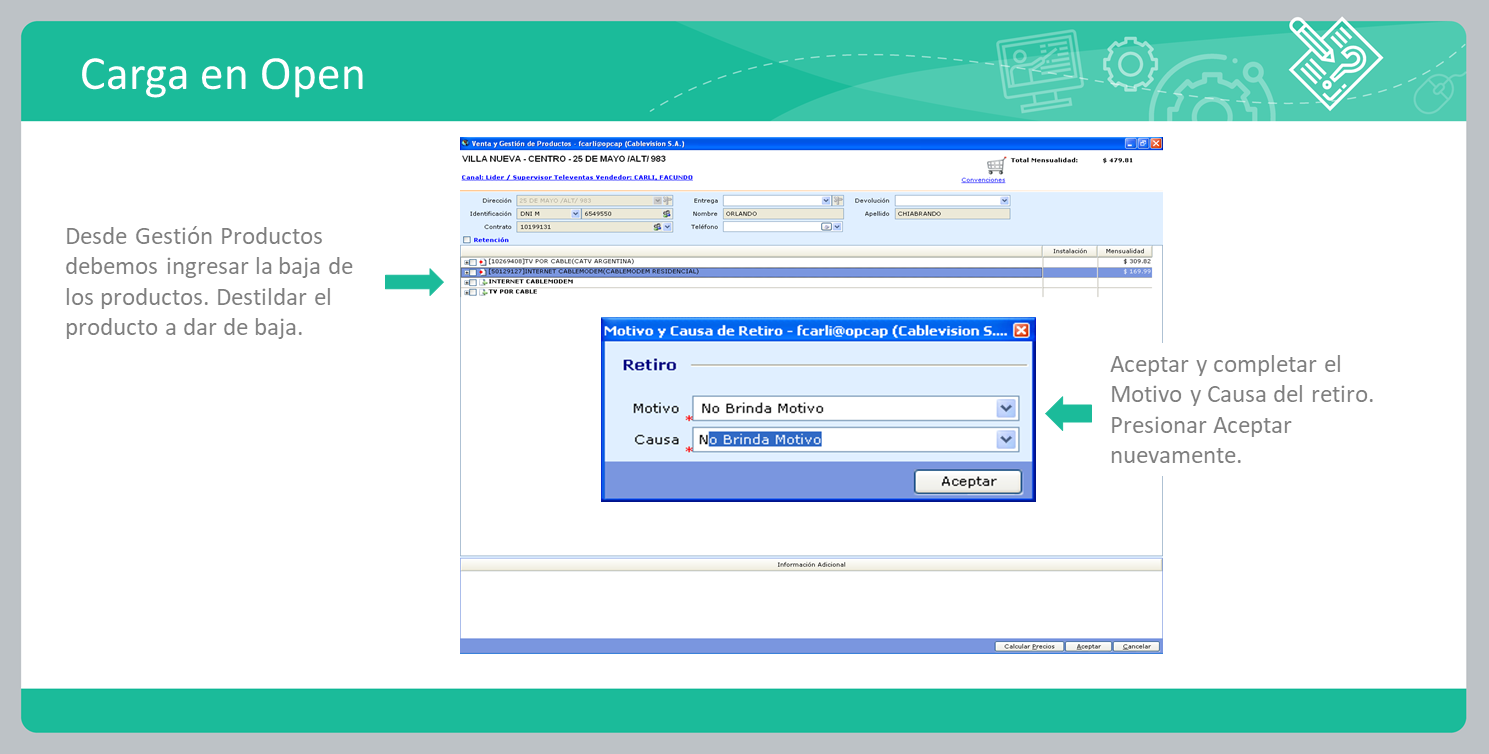 Carga en Open
Desde Gestión Productos
debemos ingresar la baja de
los productos. Destildar el
producto a dar de baja.
Venta y Gestión de Productos - fcarli@opcap (Cablevision S.A.)
VILLA NUEVA - CENTRO - 25 DE MAYO /ALT/ 983
Total Mensualidad: $ 479.81
Canal: Lider / Supervisor Televentas Vendedor: CARLI, FACUNDO
Convenciones
Dirección 25 DE MAYO /ALT/ 983 Entrega Devolución
Identificación DNI M 6549550 Nombre ORLANDO Apellido CHIABRANDO
Contrato 10199131 Teléfono
Retención
Instalación Mensualidad
[10269408]TV POR CABLE(CATV ARGENTINA) $ 309.82
[50129127]INTERNET CABLEMODEM(CABLEMODEM RESIDENCIAL) $ 169.99
INTERNET CABLEMODEM
TV POR CABLE
Motivo y Causa de Retiro - fcarli@opcap (Cablevision S....
Retiro
Motivo * No Brinda Motivo
Causa * No Brinda Motivo
Aceptar
Aceptar y completar el
Motivo y Causa del retiro.
Presionar Aceptar
nuevamente.
Información Adicional
Calcular Precios Aceptar Cancelar